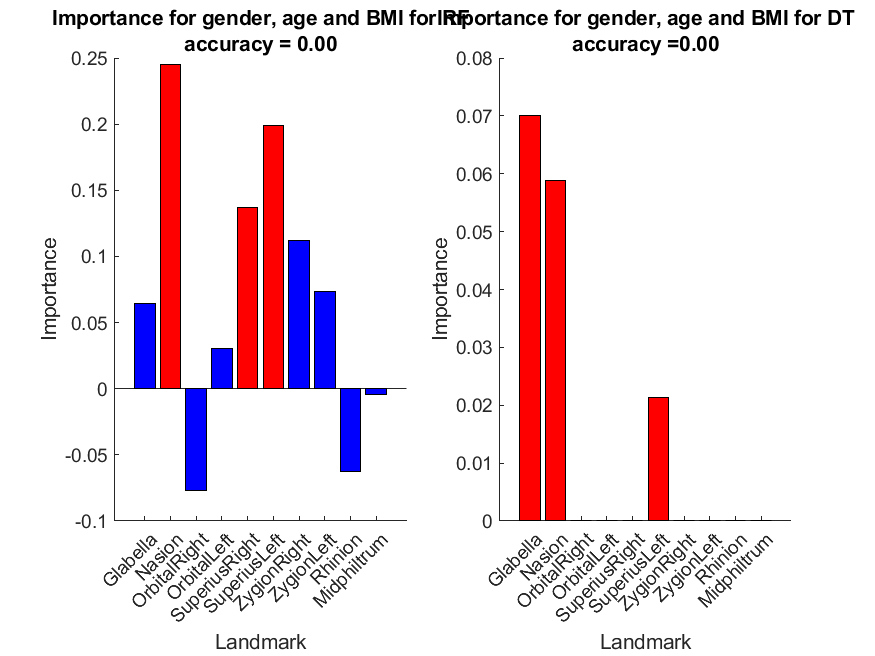 Importance for gender, age and BMI for RF
accuracy = 0.00
0.25
0.2
0.15
0.1
0.05
0
-0.05
-0.1
Importance
Glabella
Nasion
OrbitalRight
OrbitalLeft
SuperiusRight
SuperiusLeft
ZygionRight
ZygionLeft
Rhinion
Midphiltrum
Landmark
Importance for gender, age and BMI for DT
accuracy =0.00
0.08
0.07
0.06
0.05
0.04
0.03
0.02
0.01
0
Importance
Glabella
Nasion
OrbitalRight
OrbitalLeft
SuperiusRight
SuperiusLeft
ZygionRight
ZygionLeft
Rhinion
Midphiltrum
Landmark